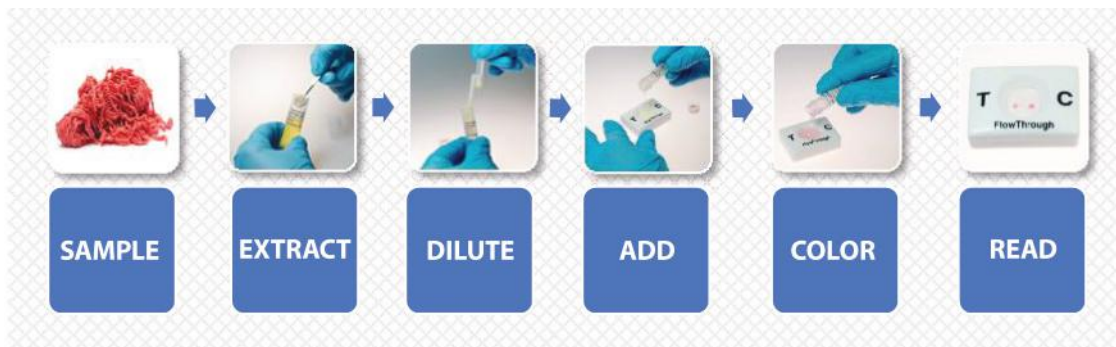 T C
FlowThrough
SAMPLE
EXTRACT
DILUTE
ADD
COLOR
READ